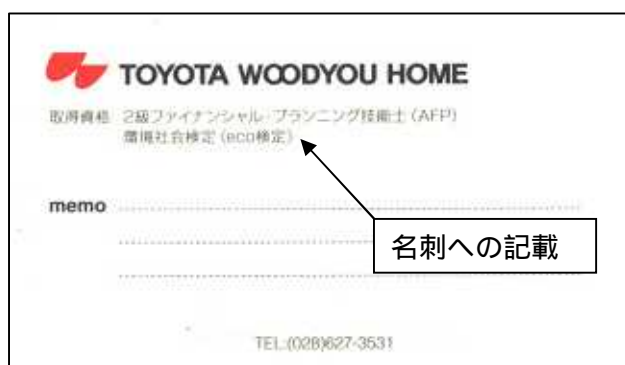 TOYOTA WOODYOU HOME
取得資格 2級ファイナンシャル・プランニング技能士 (AFP)
環境社会検定 (eco検定)
memo
名刺への記載
TEL:(028)627-3531